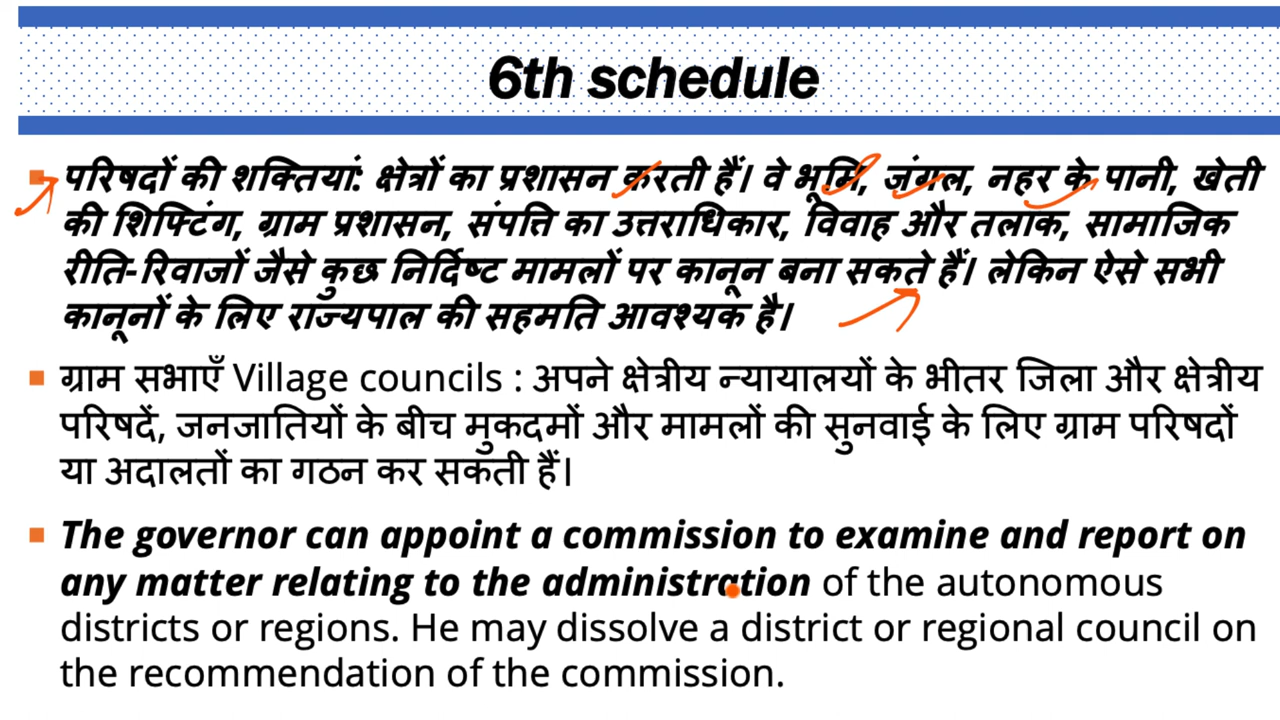 6th schedule
परिषदों की शक्तियां: क्षेत्रों का प्रशासन करती हैं। वे भूमि, जंगल, नहर के पानी, खेती
की शिफ्टिंग, ग्राम प्रशासन, संपत्ति का उत्तराधिकार, विवाह और तलाक, सामाजिक
रीति-रिवाजों जैसे कुछ निर्दिष्ट मामलों पर कानून बना सकते हैं। लेकिन ऐसे सभी
कानूनों के लिए राज्यपाल की सहमति आवश्यक है।
ग्राम सभाएँ Village councils : अपने क्षेत्रीय न्यायालयों के भीतर जिला और क्षेत्रीय
परिषदें, जनजातियों के बीच मुकदमों और मामलों की सुनवाई के लिए ग्राम परिषदों
या अदालतों का गठन कर सकती हैं।
The governor can appoint a commission to examine and report on
any matter relating to the administration of the autonomous
districts or regions. He may dissolve a district or regional council on
the recommendation of the commission.